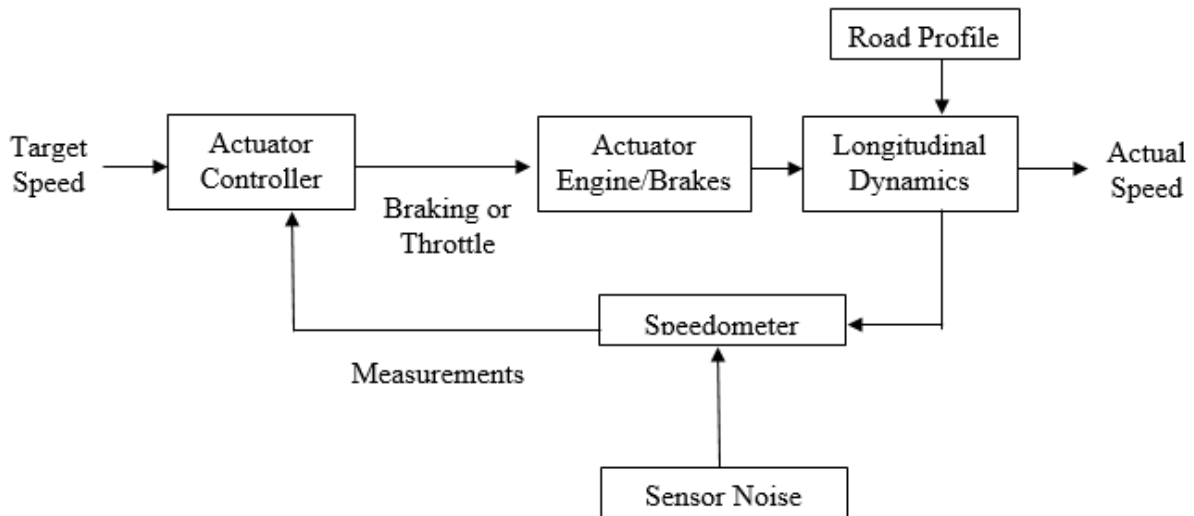 Road Profile
Target
Speed
Actuator
Controller
Braking or
Throttle
Actuator
Engine/Brakes
Longitudinal
Dynamics
Actual
Speed
Speedometer
Measurements
Sensor Noise